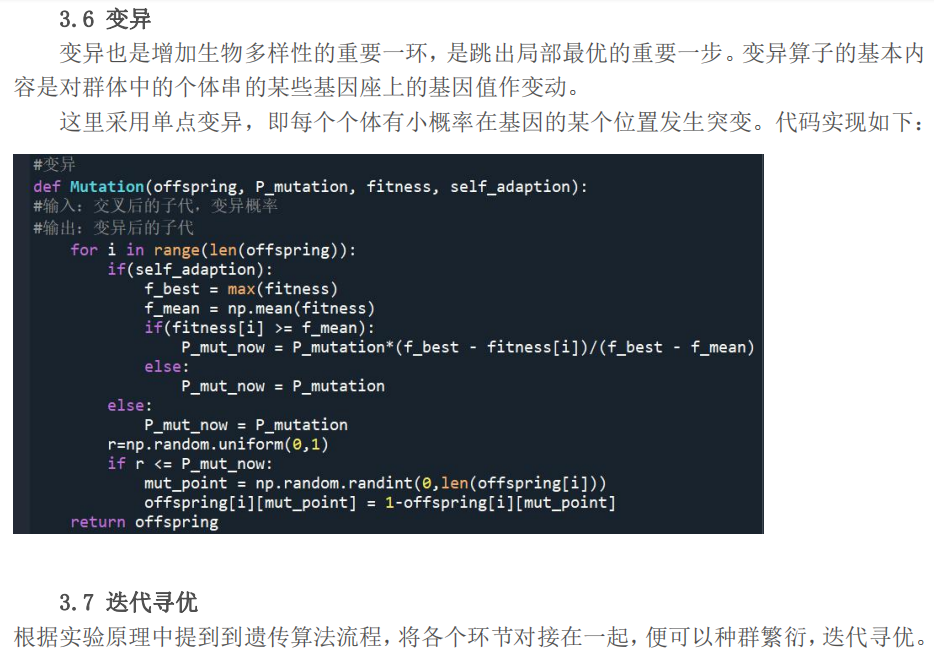 3.6 变异
变异也是增加生物多样性的重要一环，是跳出局部最优的重要一步。变异算子的基本内
容是对群体中的个体串的某些基因座上的基因值作变动。
这里采用单点变异，即每个个体有小概率在基因的某个位置发生突变。代码实现如下：
#变异
def Mutation(offspring, P_mutation, fitness, self_adaption):
#输入：交叉后的子代，变异概率
#输出：变异后的子代
    for i in range(len(offspring)):
        if(self_adaption):
            f_best = max(fitness)
            f_mean = np.mean(fitness)
            if(fitness[i] >= f_mean):
                P_mut_now = P_mutation*(f_best - fitness[i])/(f_best - f_mean)
            else:
                P_mut_now = P_mutation
        else:
            P_mut_now = P_mutation
        r=np.random.uniform(0,1)
        if r <= P_mut_now:
            mut_point = np.random.randint(0,len(offspring[i]))
            offspring[i][mut_point] = 1-offspring[i][mut_point]
    return offspring
3.7 迭代寻优
根据实验原理中提到到遗传算法流程，将各个环节对接在一起，便可以种群繁衍，迭代寻优。